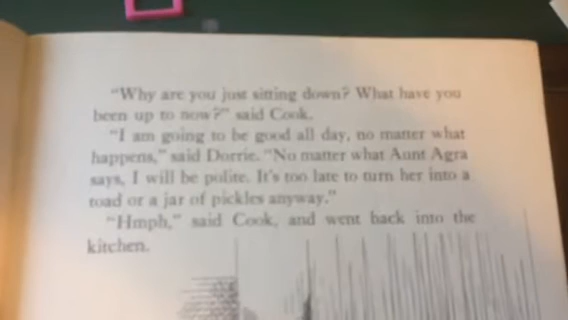 "Why are you just sitting down? What have you
been up to now?" said Cook.
"I am going to be good all day, no matter what
happens," said Dorrie. "No matter what Aunt Agra
says, I will be polite. It's too late to turn her into a
toad or a jar of pickles anyway."
"Hmph," said Cook, and went back into the
kitchen.